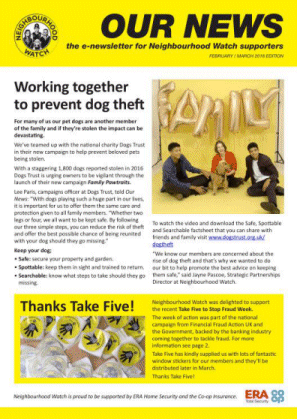 NEIGHBOURHOOD
WATCH
OUR NEWS
the e-newsletter for Neighbourhood Watch supporters
FEBRUARY / MARCH 2018 EDITION
Working together
to prevent dog theft
For many of us our pet dogs are another member
of the family and if they're stolen the impact can be
devastating.
We've teamed up with the national charity Dogs Trust
in their new campaign to help prevent beloved pets
being stolen.
With a staggering 1,800 dogs reported stolen in 2016
Dogs Trust is urging owners to be vigilant through the
launch of their new campaign Family Pawtraits.
Lee Paris, campaigns officer at Dogs Trust, told Our
News: "With dogs playing such a huge part in our lives,
it is important for us to offer them the same care and
protection given to all family members. "Whether two
legs or four, we all want to be kept safe. By following
our three simple steps, you can reduce the risk of theft
and offer the best possible chance of being reunited
with your dog should they go missing."
Keep your dog;
• Safe: secure your property and garden.
• Spottable: keep them in sight and trained to return.
• Searchable: know what steps to take should they go
missing.
FAMILY
To watch the video and download the Safe, Spottable
and Searchable factsheet that you can share with
friends and family visit www.dogstrust.org.uk/
dogtheft
"We know our members are concerned about the
rise of dog theft and that's why we wanted to do
our bit to help promote the best advice on keeping
them safe," said Jayne Pascoe, Strategic Partnerships
Director at Neighbourhood Watch.
Thanks Take Five!
Neighbourhood Watch was delighted to support
the recent Take Five to Stop Fraud Week.
The week of action was part of the national
campaign from Financial Fraud Action UK and
the Government, backed by the banking industry
coming together to tackle fraud. For more
information see page 2.
Take Five has kindly supplied us with lots of fantastic
window stickers for our members and they'll be
distributed later in March.
Thanks Take Five!
Neighbourhood Watch is proud to be supported by ERA Home Security and the Co-op Insurance.
ERA
Home Security
CO
OP